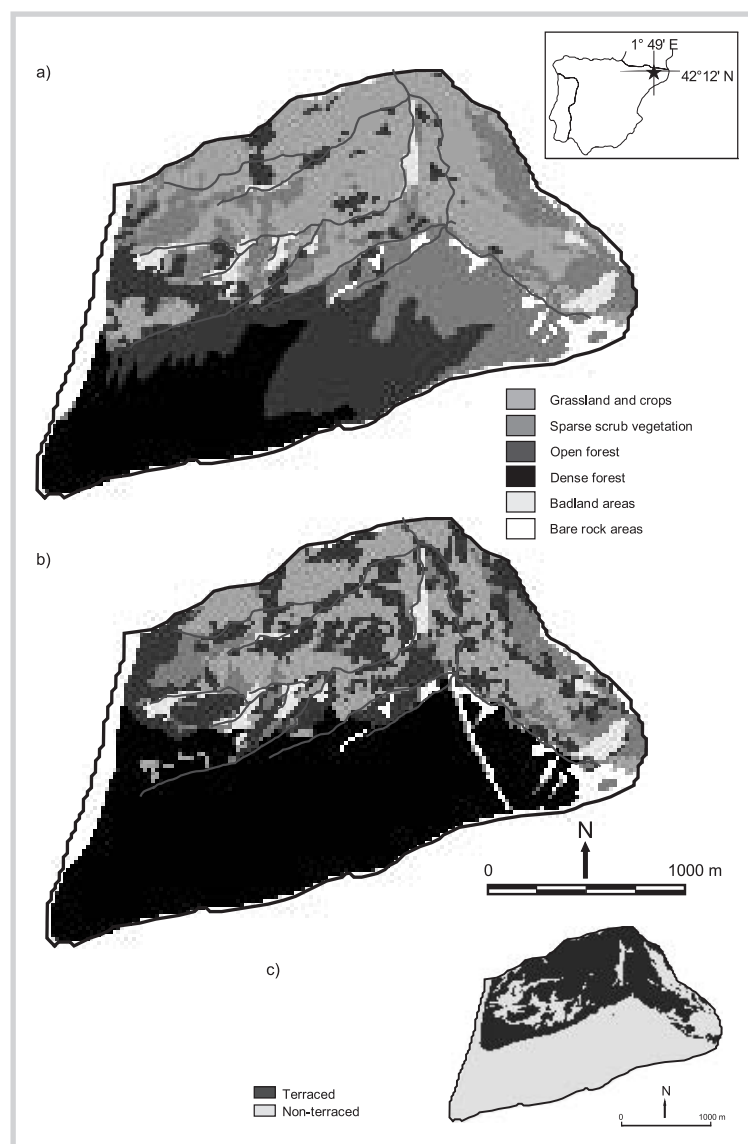 a)
1° 49' E
42°12' N
Grassland and crops
Sparse scrub vegetation
Open forest
Dense forest
Badland areas
Bare rock areas
b)
N
0 1000 m
c)
Terraced
Non-terraced
N
0 1000 m